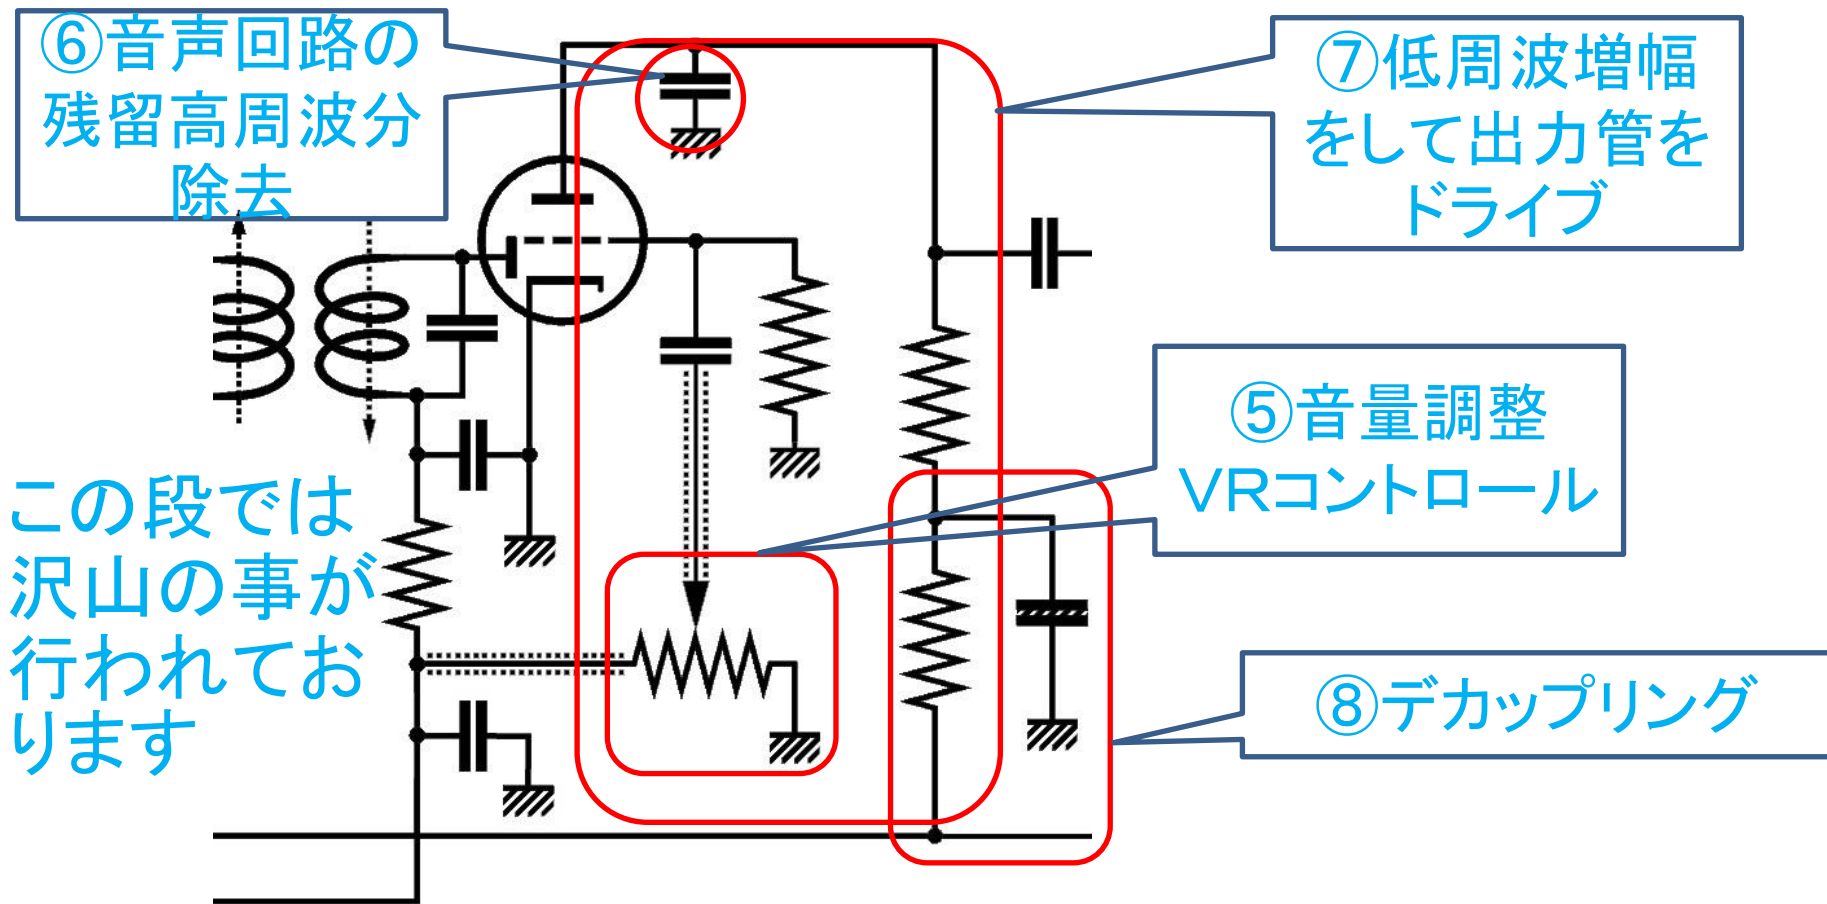 ⑥音声回路の
残留高周波分
除去
⑦低周波増幅
をして出力管を
ドライブ
⑤音量調整
VRコントロール
この段では
沢山の事が
行われてお
ります
⑧デカップリング